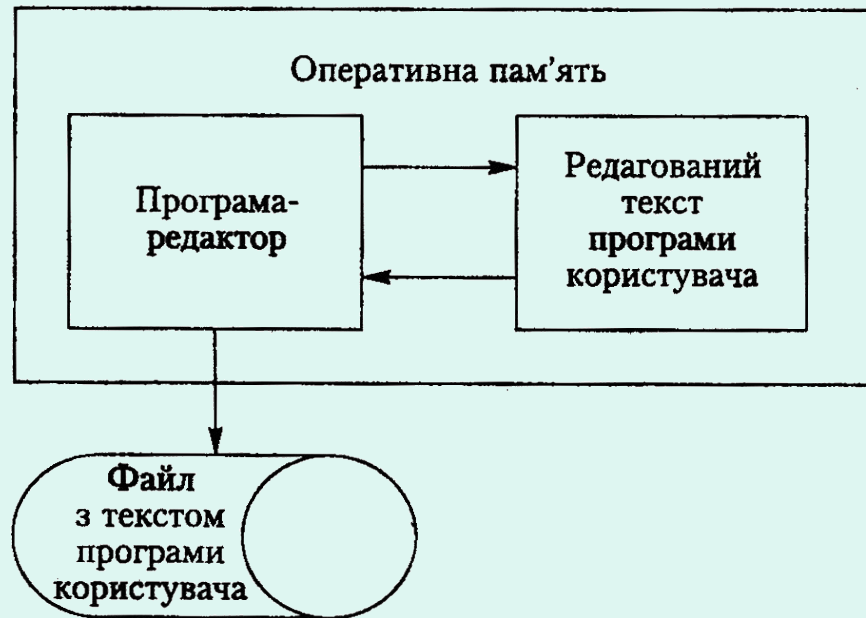 Оперативна пам'ять
Програма-
редактор
Редагований
текст
програми
користувача
Файл
з текстом
програми
користувача